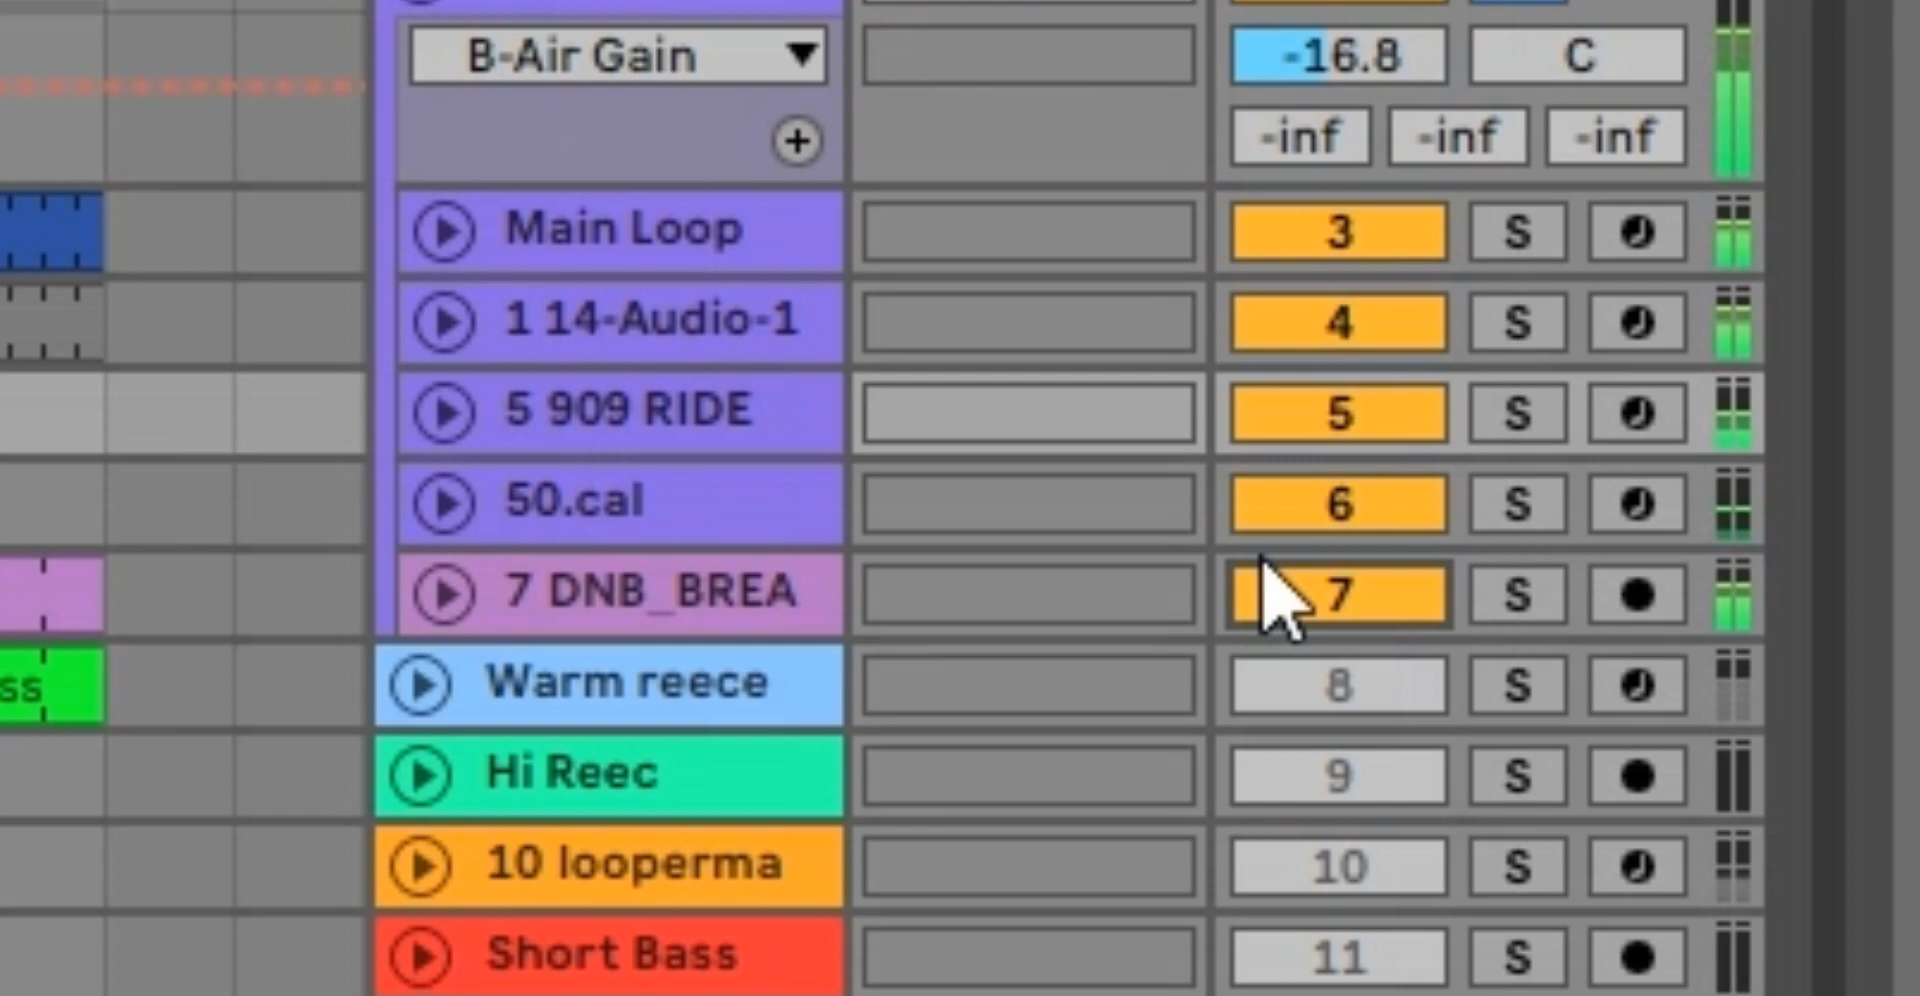 B-Air Gain -16.8 C
-inf -inf -inf
Main Loop 3 S
1 14-Audio-1 4 S
5 909 RIDE 5 S
50.cal 6 S
7 DNB_BREA 7 S
ss Warm reece 8 S
Hi Reec 9 S
10 looperma 10 S
Short Bass 11 S